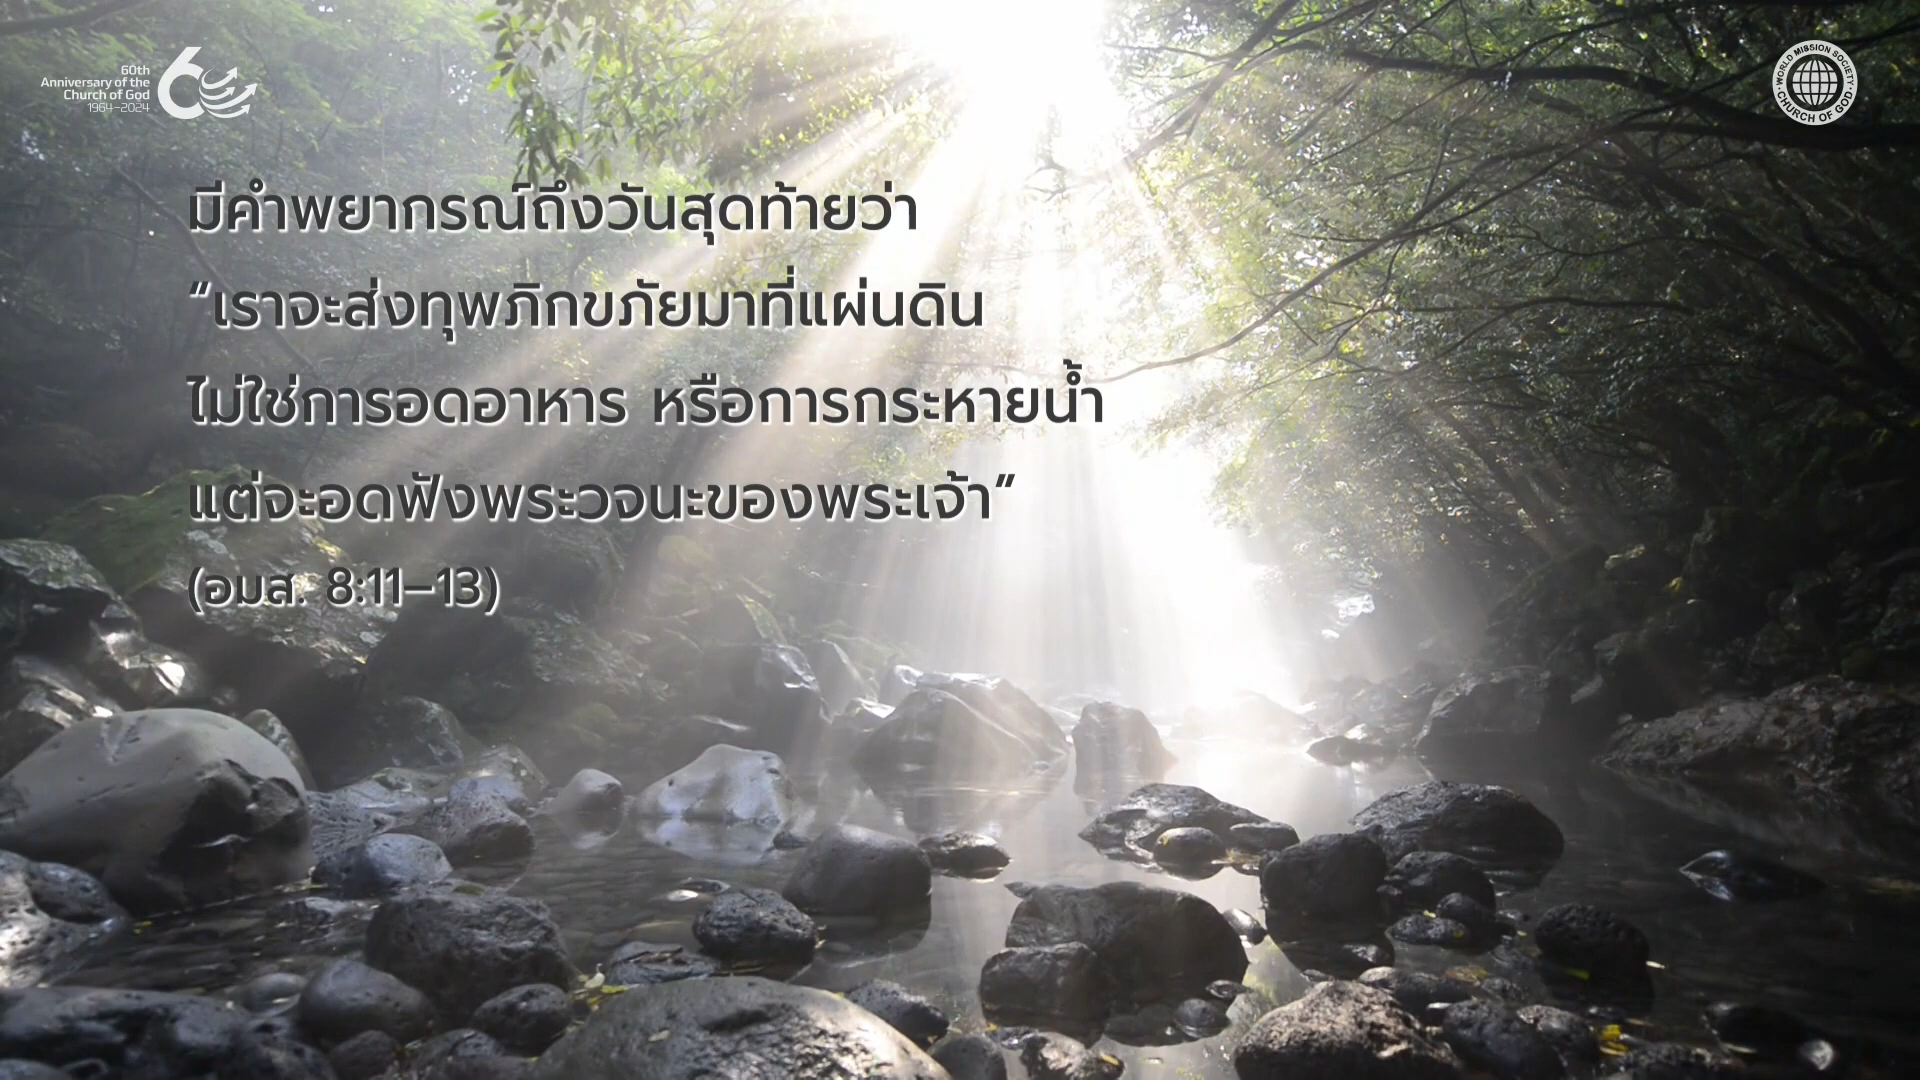 60th
Anniversary of the
Church of God
1964–2024
60
WORLD MISSION SOCIETY
CHURCH OF GOD
มีคำพยากรณ์ถึงวันสุดท้ายว่า
“เราจะส่งทุพภิกขภัยมาที่แผ่นดิน
ไม่ใช่การอดอาหาร หรือการกระหายน้ำ
แต่จะอดฟังพระวจนะของพระเจ้า”
(อมส. 8:11–13)